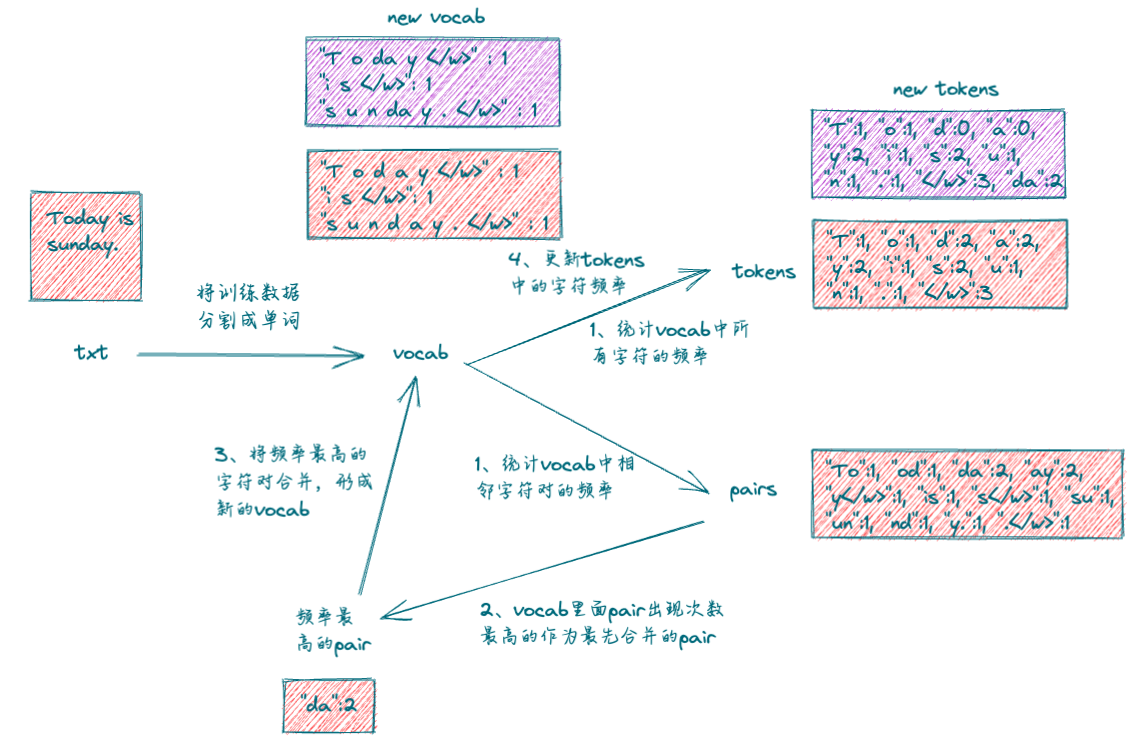 new vocab
"T o da y </w>" : 1
"i s </w>": 1
"s u n da y . </w>" : 1
"T o d a y </w>" : 1
"i s </w>": 1
"s u n d a y . </w>" : 1
new tokens
"T":1, "o":1, "d":0, "a":0,
"y":2, "i":1, "s":2, "u":1,
"n":1, ".":1, "</w>":3, "da":2
"T":1, "o":1, "d":2, "a":2,
"y":2, "i":1, "s":2, "u":1,
"n":1, ".":1, "</w>":3
Today is
sunday.
将训练数据
分割成单词
txt
vocab
4、更新tokens
中的字符频率
tokens
1、统计vocab中所
有字符的频率
3、将频率最高的
字符对合并，形成
新的vocab
1、统计vocab中相
邻字符对的频率
pairs
"To":1, "od":1, "da":2, "ay":2,
"y</w>":1, "is":1, "s</w>":1, "su":1,
"un":1, "nd":1, "y.":1, ".</w>":1
频率最
高的pair
2、vocab里面pair出现次数
最高的作为最先合并的pair
"da":2